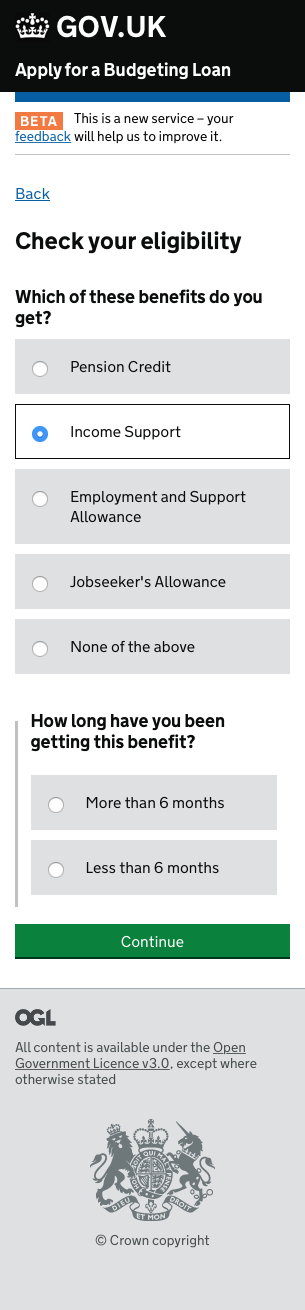 GOV.UK
Apply for a Budgeting Loan
BETA This is a new service – your
feedback will help us to improve it.
Back
Check your eligibility
Which of these benefits do you
get?
Pension Credit
Income Support
Employment and Support
Allowance
Jobseeker's Allowance
None of the above
How long have you been
getting this benefit?
More than 6 months
Less than 6 months
Continue
OGL
All content is available under the Open
Government Licence v3.0, except where
otherwise stated
DIEU ET MON DROIT
© Crown copyright